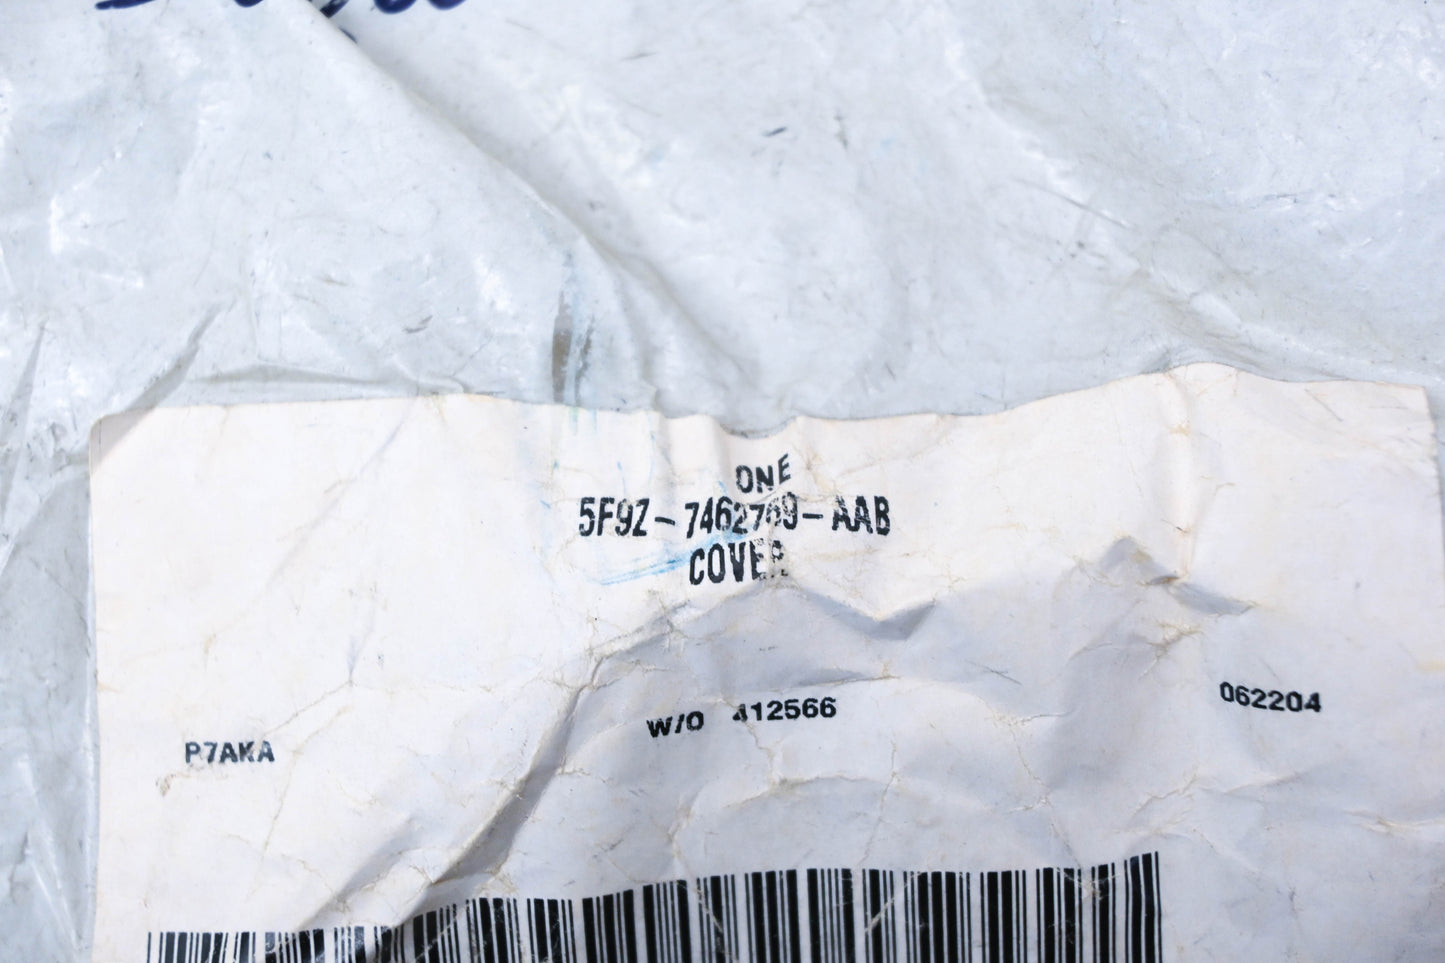 ONE
5F9Z-7462769-AAB
COVER
P7AKA W/O 412566 062204